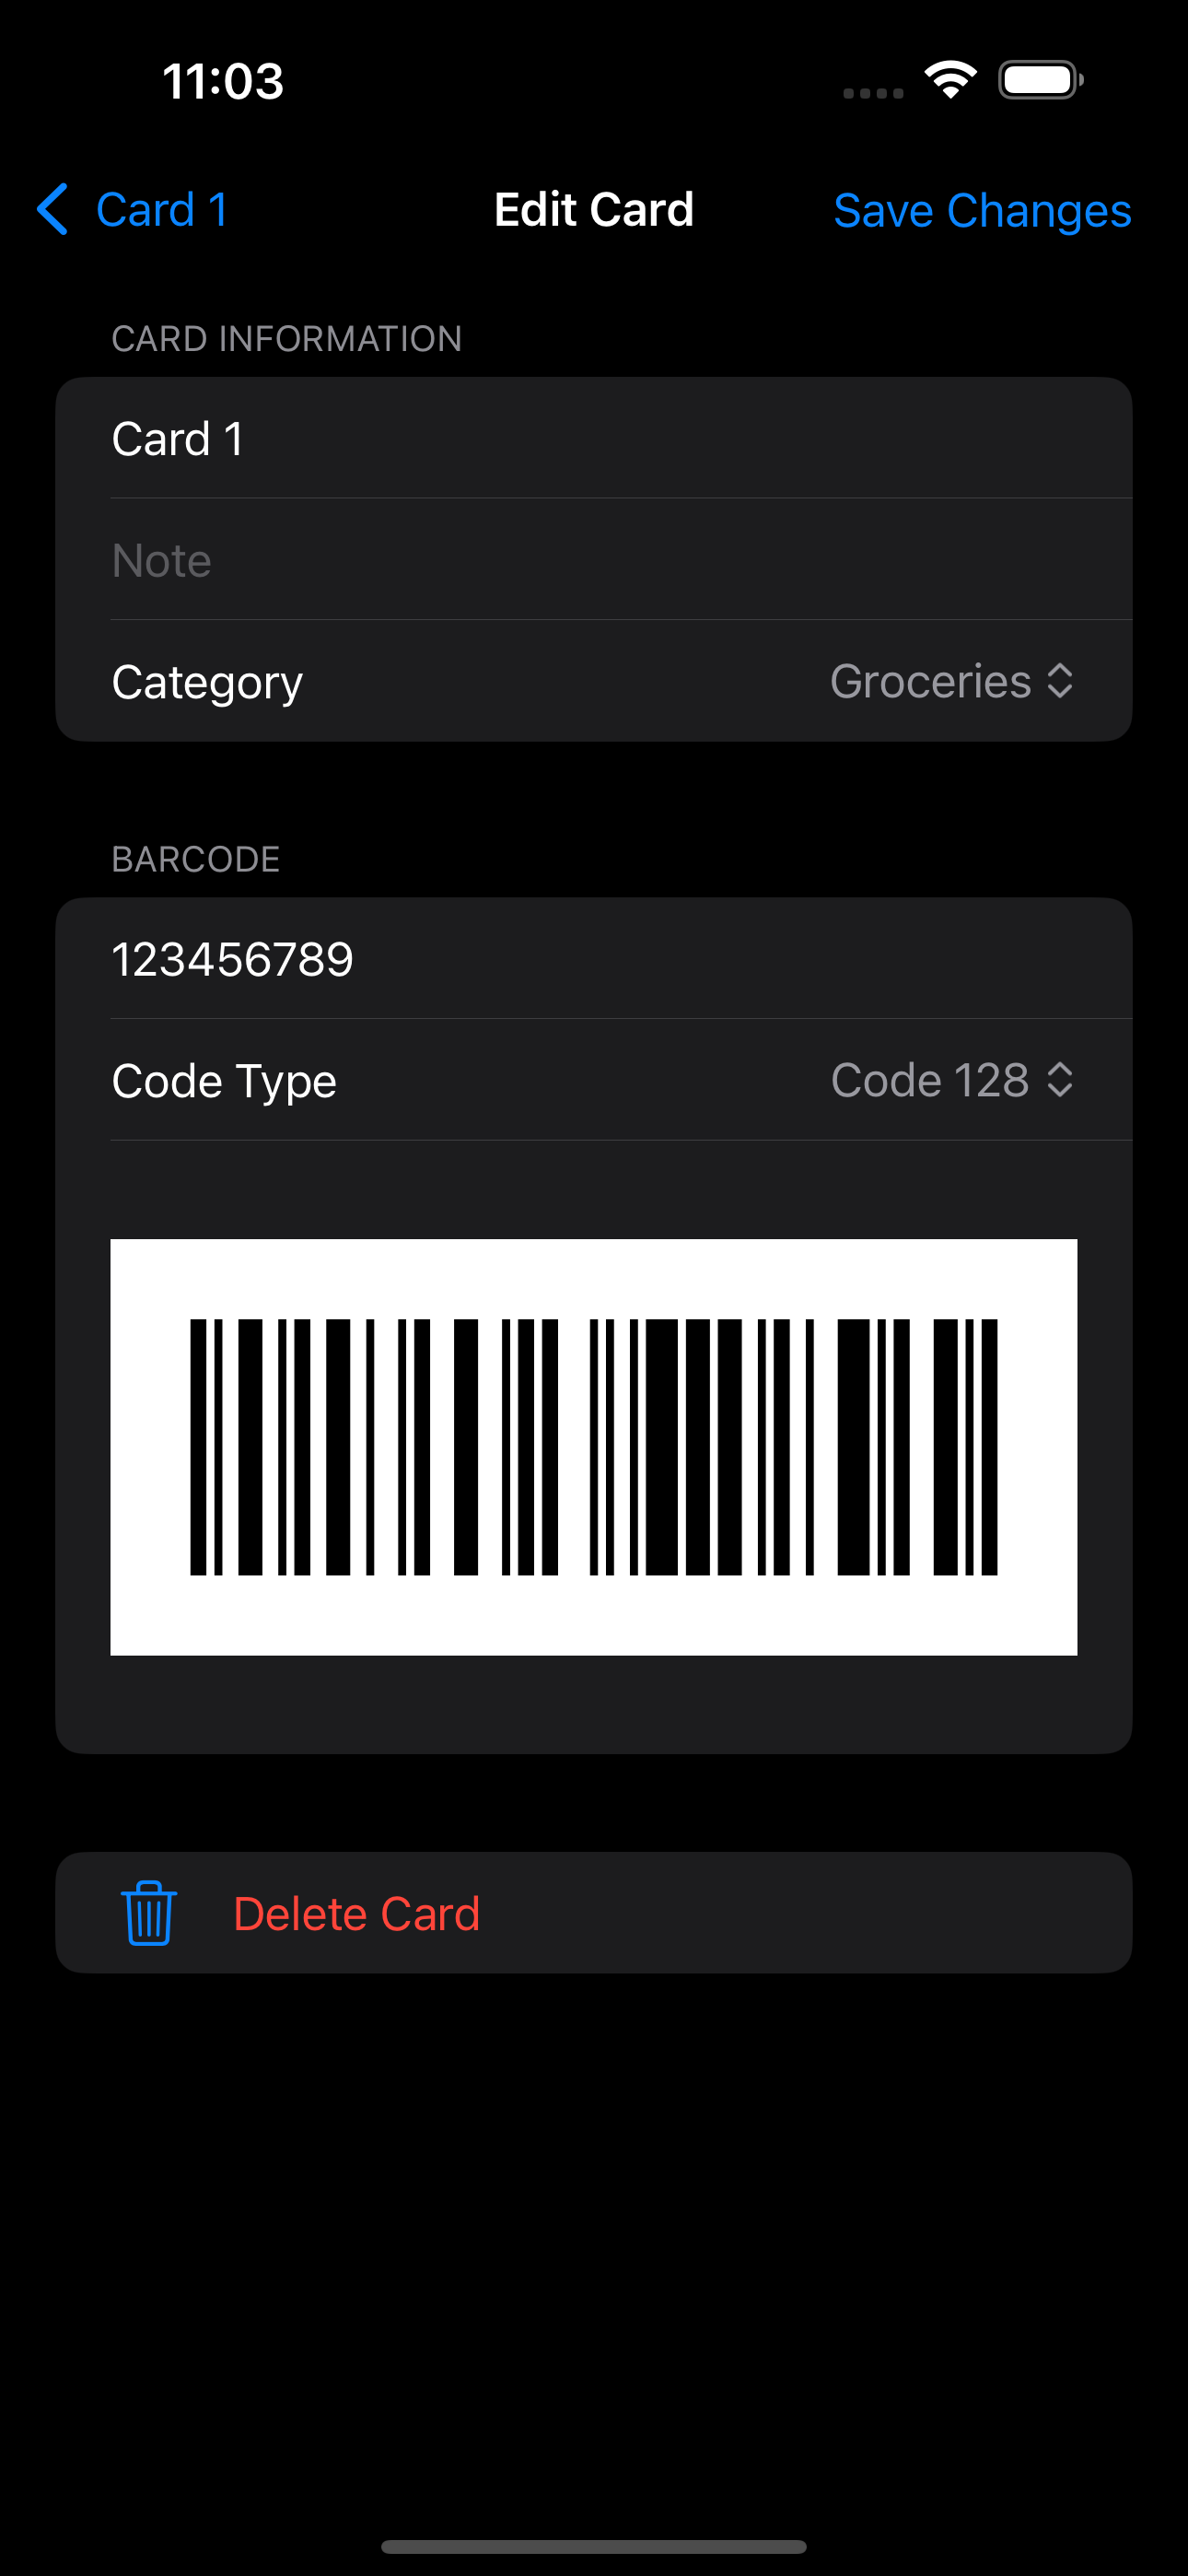 11:03
Card 1
Edit Card
Save Changes
CARD INFORMATION
Card 1
Note
Category Groceries
BARCODE
123456789
Code Type Code 128
Delete Card